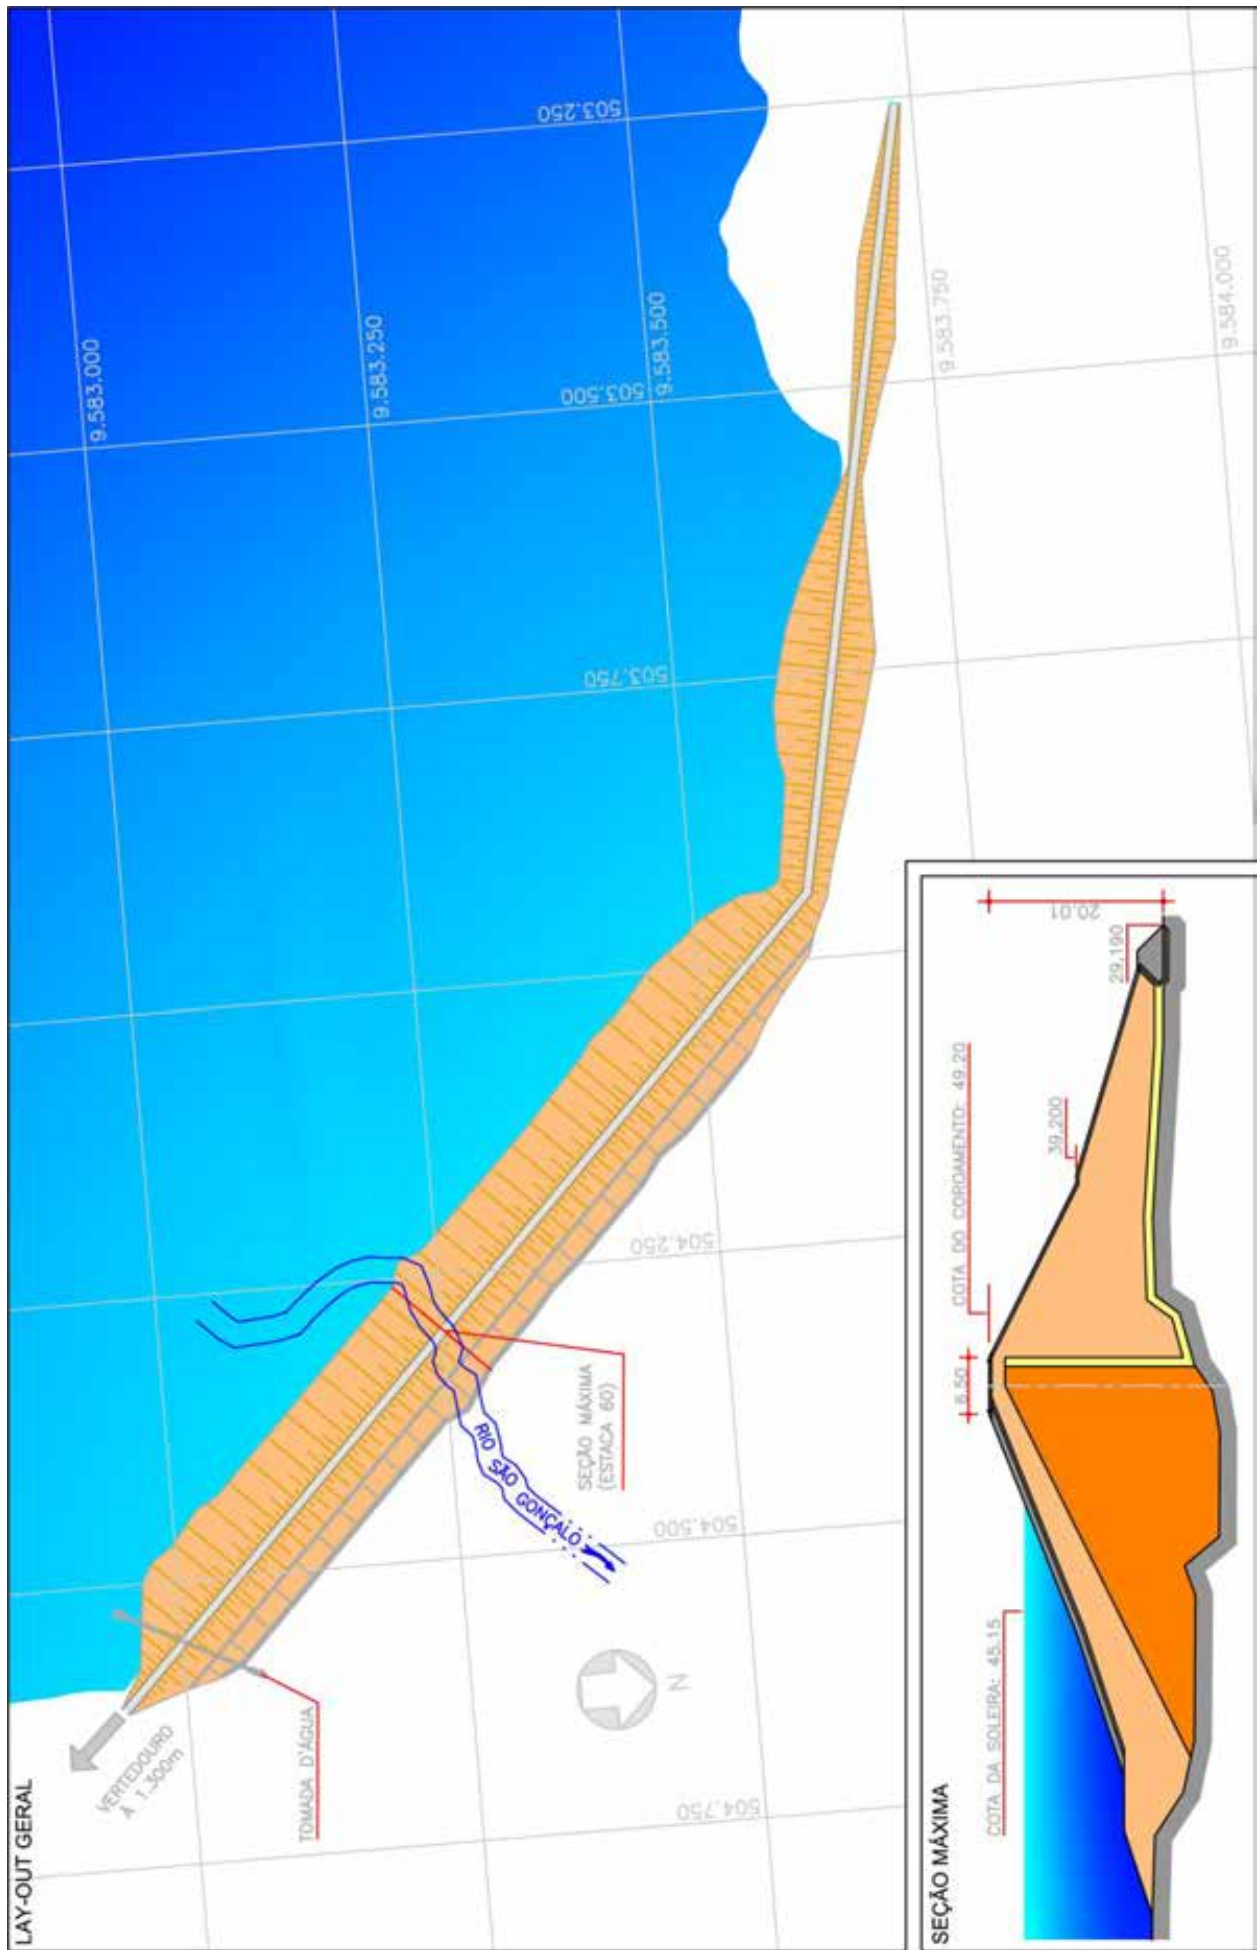 LAY-OUT GERAL
503.250
9.583.000
9.583.250
9.583.500
9.583.750
9.584.000
503.500
503.750
504.250
504.500
504.750
SEÇÃO MÁXIMA
(ESTACA 60)
RIO SÃO GONÇALO
N
TOMADA D'ÁGUA
VERTEDOURO
À 1.300m
SEÇÃO MÁXIMA
COTA DA SOLEIRA: 45.15
6.50
COTA DO COROAMENTO: 49.20
39,200
29,190
20.01